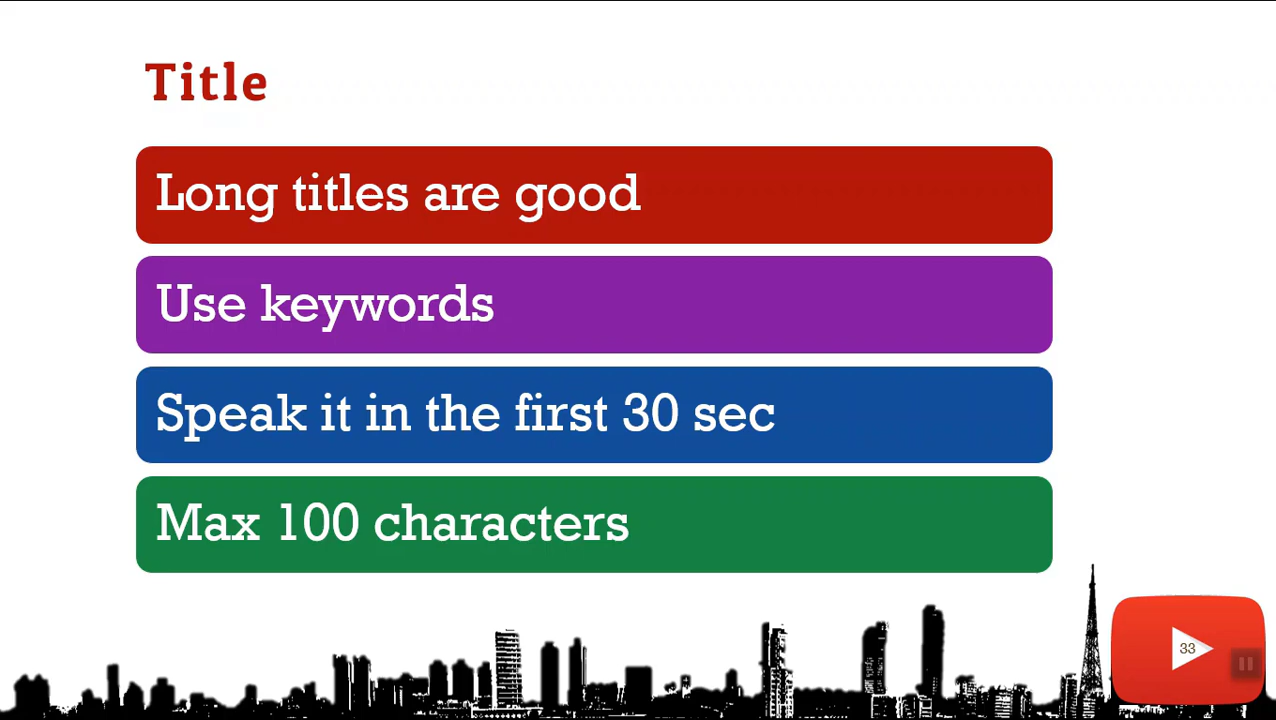 Title
Long titles are good
Use keywords
Speak it in the first 30 sec
Max 100 characters
33